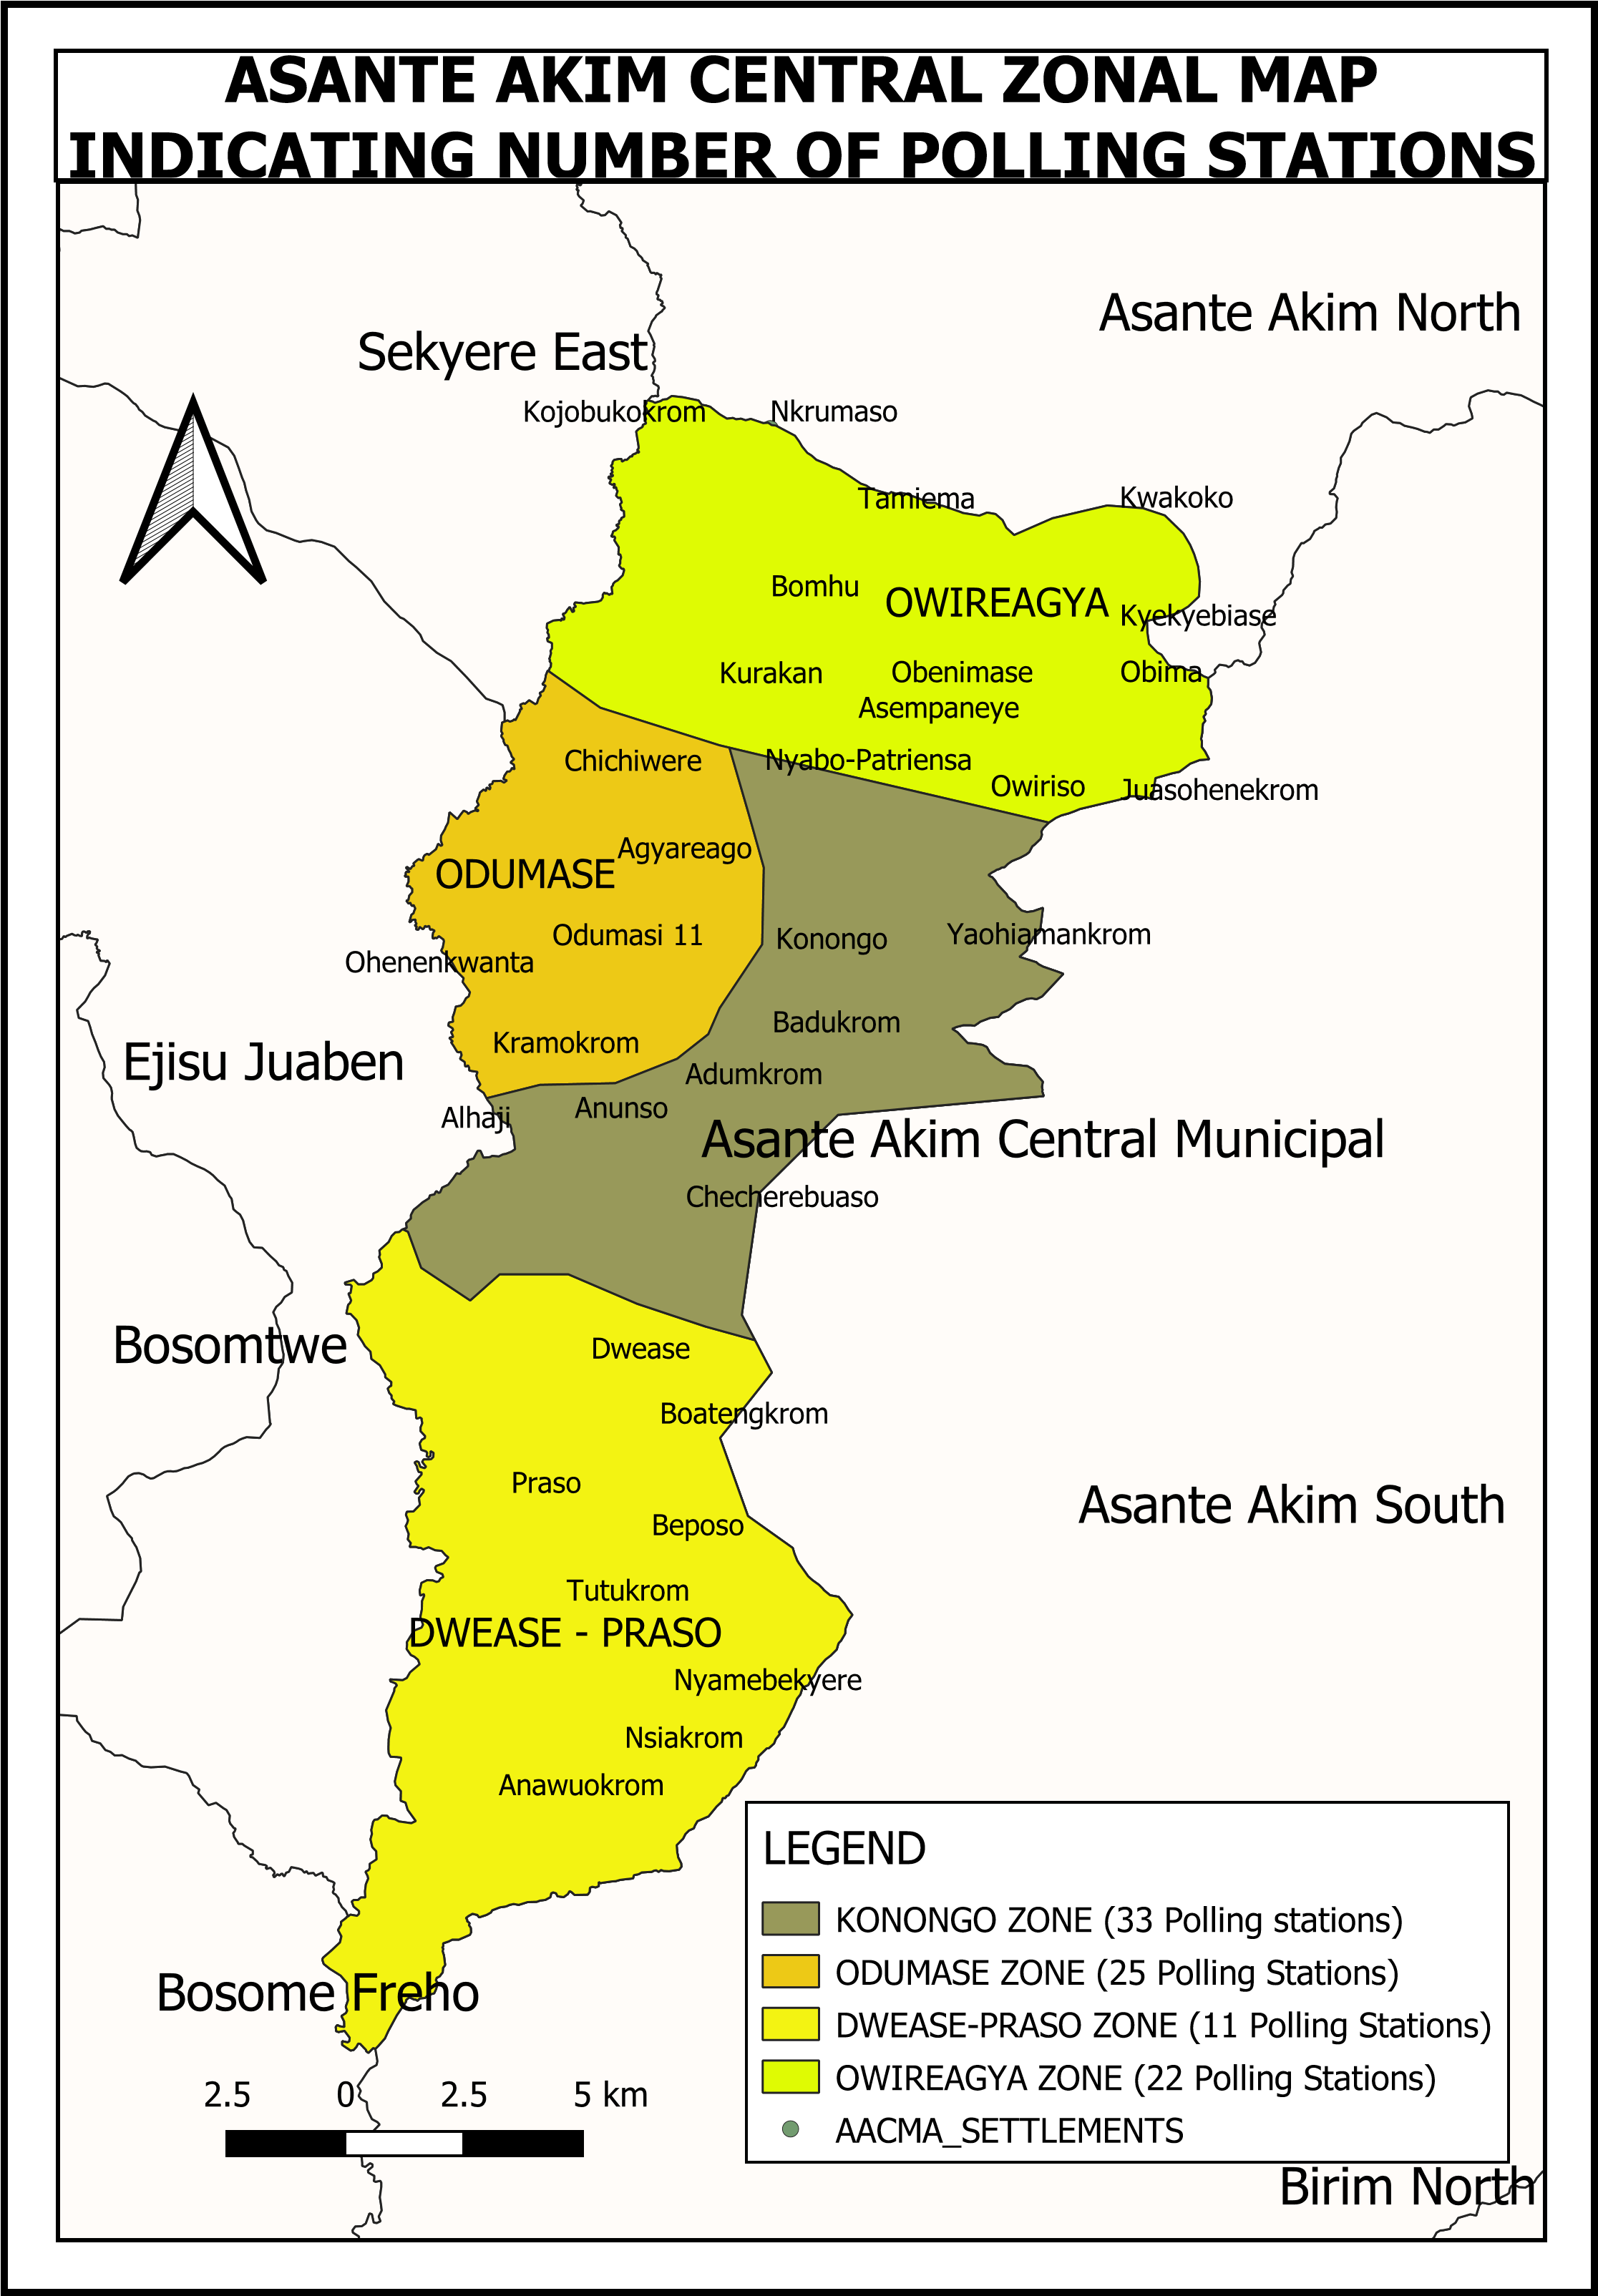 ASANTE AKIM CENTRAL ZONAL MAP
INDICATING NUMBER OF POLLING STATIONS
Asante Akim North
Sekyere East
Kojobukokrom
Nkrumaso
Tamiema
Kwakoko
Bomhu
OWIREAGYA
Kyekyebiase
Kurakan
Obenimase
Obima
Asempaneye
Chichiwere
Nyabo-Patriensa
Owiriso
Juasohenekrom
Agyareago
ODUMASE
Odumasi 11
Konongo
Yaohiamankrom
Ohenenkwanta
Badukrom
Kramokrom
Ejisu Juaben
Adumkrom
Alhaji
Anunso
Asante Akim Central Municipal
Checherebuaso
Bosomtwe
Dwease
Boatengkrom
Praso
Asante Akim South
Beposo
Tutukrom
DWEASE - PRASO
Nyamebekyere
Nsiakrom
Anawuokrom
LEGEND
KONONGO ZONE (33 Polling stations)
ODUMASE ZONE (25 Polling Stations)
DWEASE-PRASO ZONE (11 Polling Stations)
OWIREAGYA ZONE (22 Polling Stations)
AACMA_SETTLEMENTS
Bosome Freho
2.5 0 2.5 5 km
Birim North